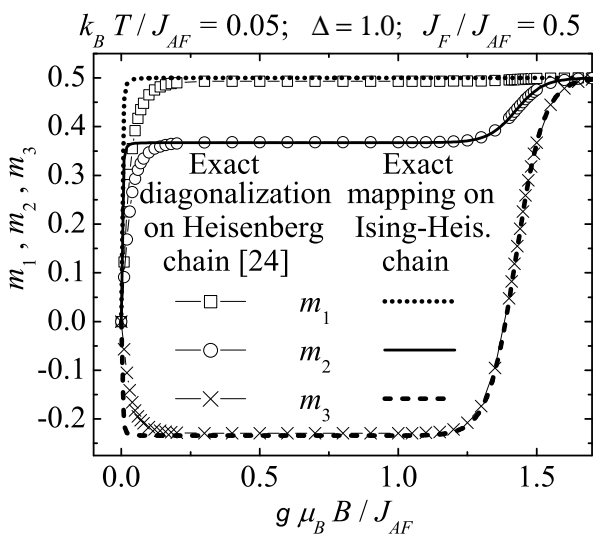 k_B T / J_AF = 0.05; Δ = 1.0; J_F / J_AF = 0.5
m_1 , m_2 , m_3
0.5
0.4
0.3
0.2
0.1
0.0
-0.1
-0.2
Exact diagonalization on Heisenberg chain [24]
Exact mapping on Ising-Heis. chain
m_1
m_2
m_3
0.0 0.5 1.0 1.5
g μ_B B / J_AF